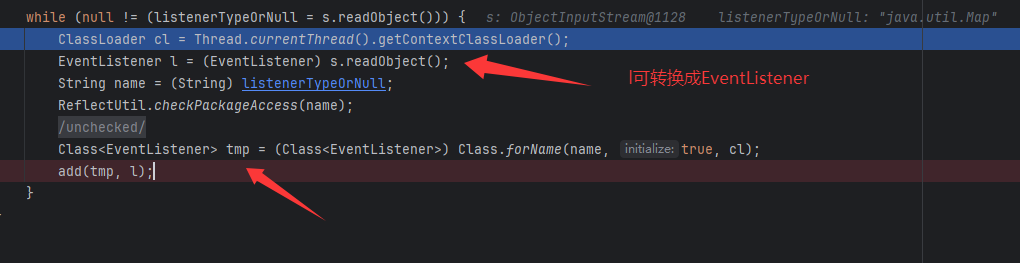 while (null != (listenerTypeOrNull = s.readObject())) {   s: ObjectInputStream@1128    listenerTypeOrNull: "java.util.Map"
ClassLoader cl = Thread.currentThread().getContextClassLoader();
EventListener l = (EventListener) s.readObject();
l可转换成EventListener
String name = (String) listenerTypeOrNull;
ReflectUtil.checkPackageAccess(name);
/unchecked/
Class<EventListener> tmp = (Class<EventListener>) Class.forName(name, initialize: true, cl);
add(tmp, l);
}